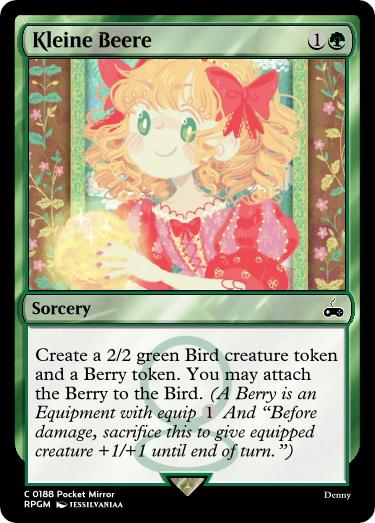 Kleine Beere 1
Sorcery
Create a 2/2 green Bird creature token
and a Berry token. You may attach
the Berry to the Bird. (A Berry is an
Equipment with equip 1 And “Before
damage, sacrifice this to give equipped
creature +1/+1 until end of turn.”)
C 0188 Pocket Mirror
RPGM JESSILVANIAA
Denny